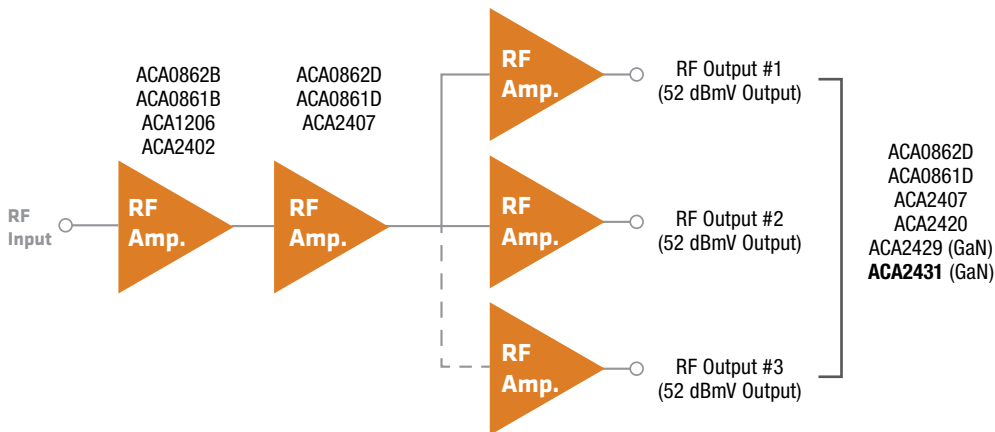 ACA0862B
ACA0861B
ACA1206
ACA2402
ACA0862D
ACA0861D
ACA2407
RF
Input
RF
Amp.
RF
Amp.
RF
Amp.
RF Output #1
(52 dBmV Output)
RF
Amp.
RF Output #2
(52 dBmV Output)
RF
Amp.
RF Output #3
(52 dBmV Output)
ACA0862D
ACA0861D
ACA2407
ACA2420
ACA2429 (GaN)
ACA2431 (GaN)